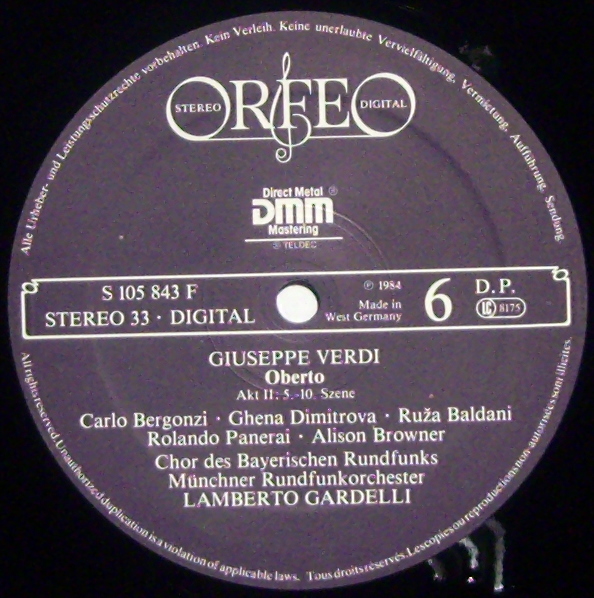 Alle Urheber- und Leistungsschutzrechte vorbehalten. Kein Verleih. Keine unerlaubte Vervielfältigung, Vermietung, Aufführung, Sendung.
STEREO ORFEO DIGITAL
Direct Metal ®
DMM
Mastering
® TELDEC
S 105 843 F
STEREO 33 · DIGITAL
℗ 1984
Made in
West Germany
6
D.P.
LC 8175
GIUSEPPE VERDI
Oberto
Akt II: 5.-10. Szene
Carlo Bergonzi · Ghena Dimitrova · Ruža Baldani
Rolando Panerai · Alison Browner
Chor des Bayerischen Rundfunks
Münchner Rundfunkorchester
LAMBERTO GARDELLI
All rights reserved. Unauthorized duplication is a violation of applicable laws. Tous droits réservés. Les copies ou reproductions non-autorisées sont illicites.